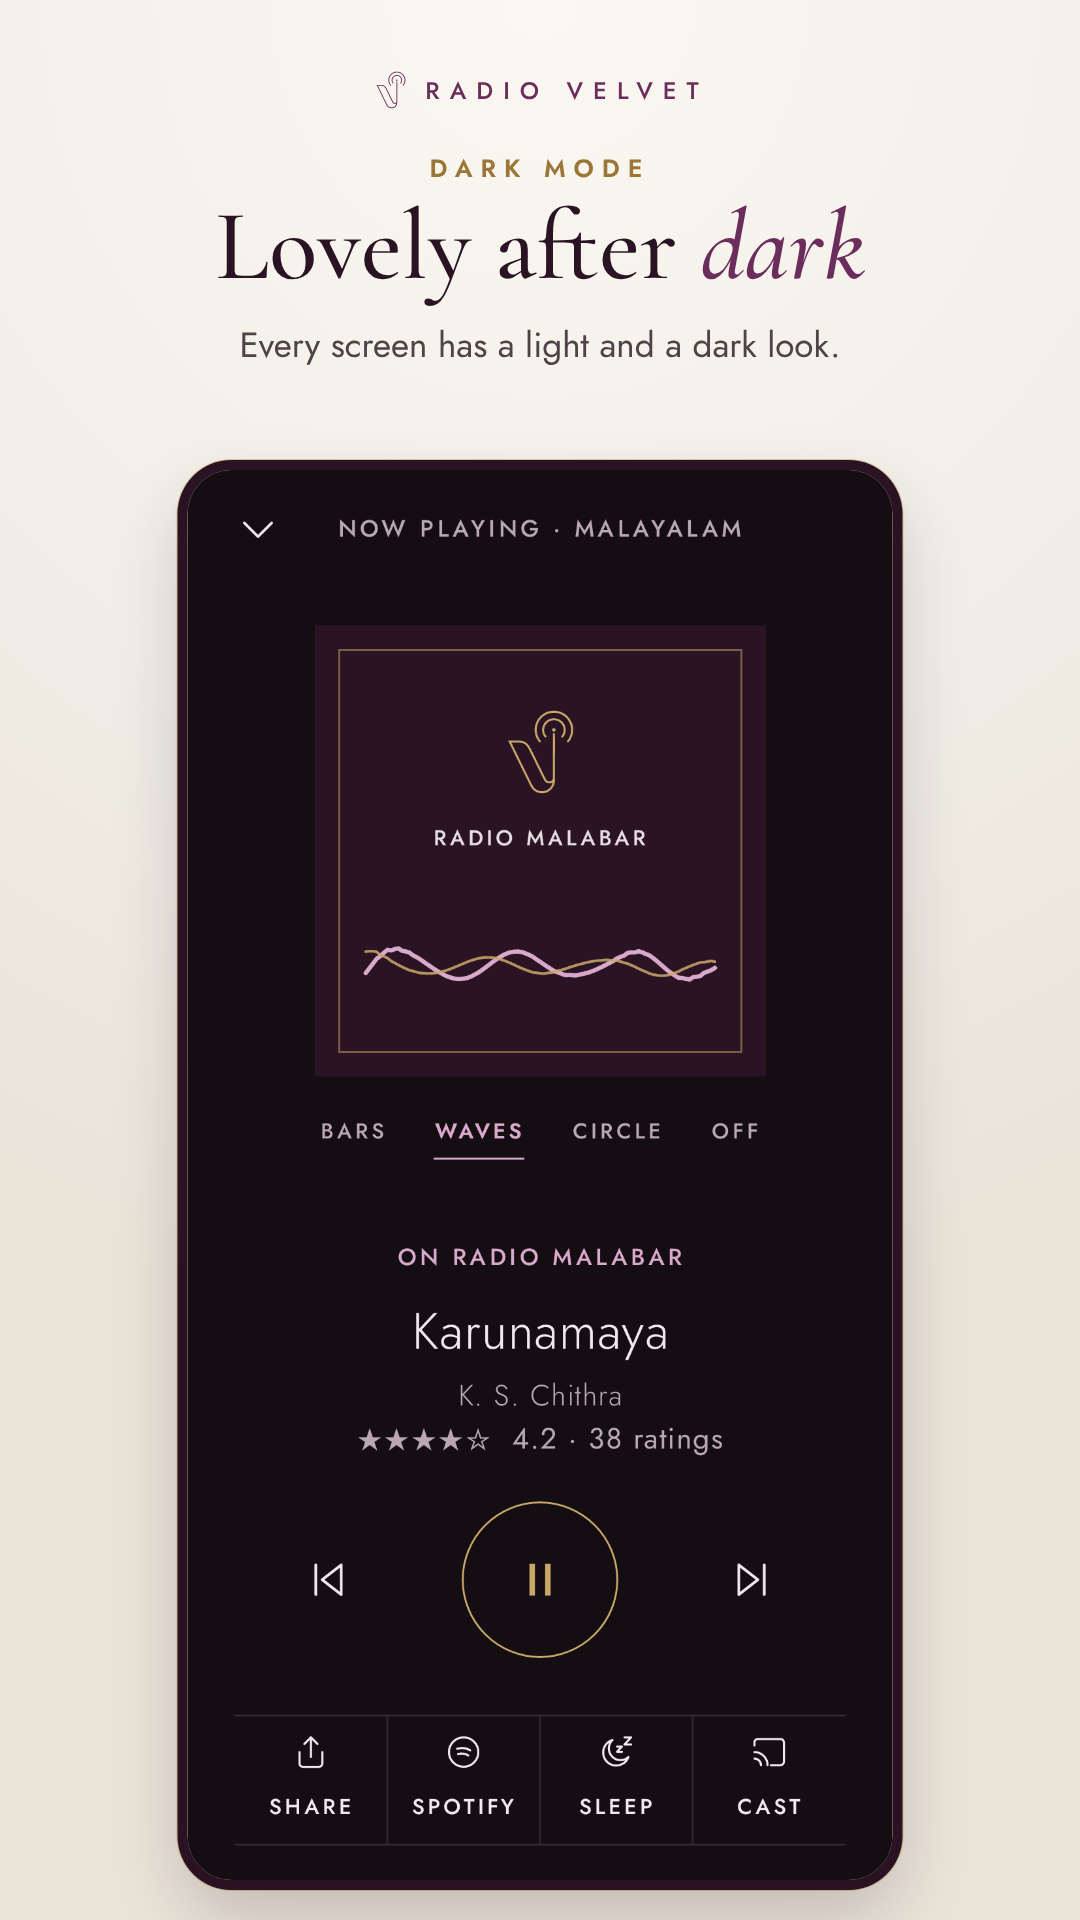 RADIO VELVET
DARK MODE
Lovely after dark
Every screen has a light and a dark look.
NOW PLAYING · MALAYALAM
RADIO MALABAR
BARS WAVES CIRCLE OFF
ON RADIO MALABAR
Karunamaya
K. S. Chithra
★★★★☆ 4.2 · 38 ratings
SHARE SPOTIFY SLEEP CAST